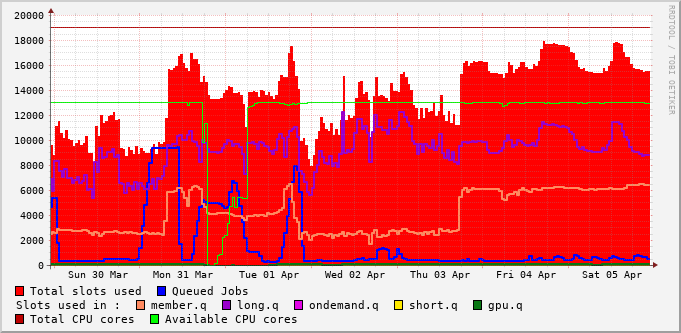 RRDTOOL / TOBI OETIKER
20000
18000
16000
14000
12000
10000
8000
6000
4000
2000
0
Sun 30 Mar Mon 31 Mar Tue 01 Apr Wed 02 Apr Thu 03 Apr Fri 04 Apr Sat 05 Apr
Total slots used Queued Jobs
Slots used in : member.q long.q ondemand.q short.q gpu.q
Total CPU cores Available CPU cores